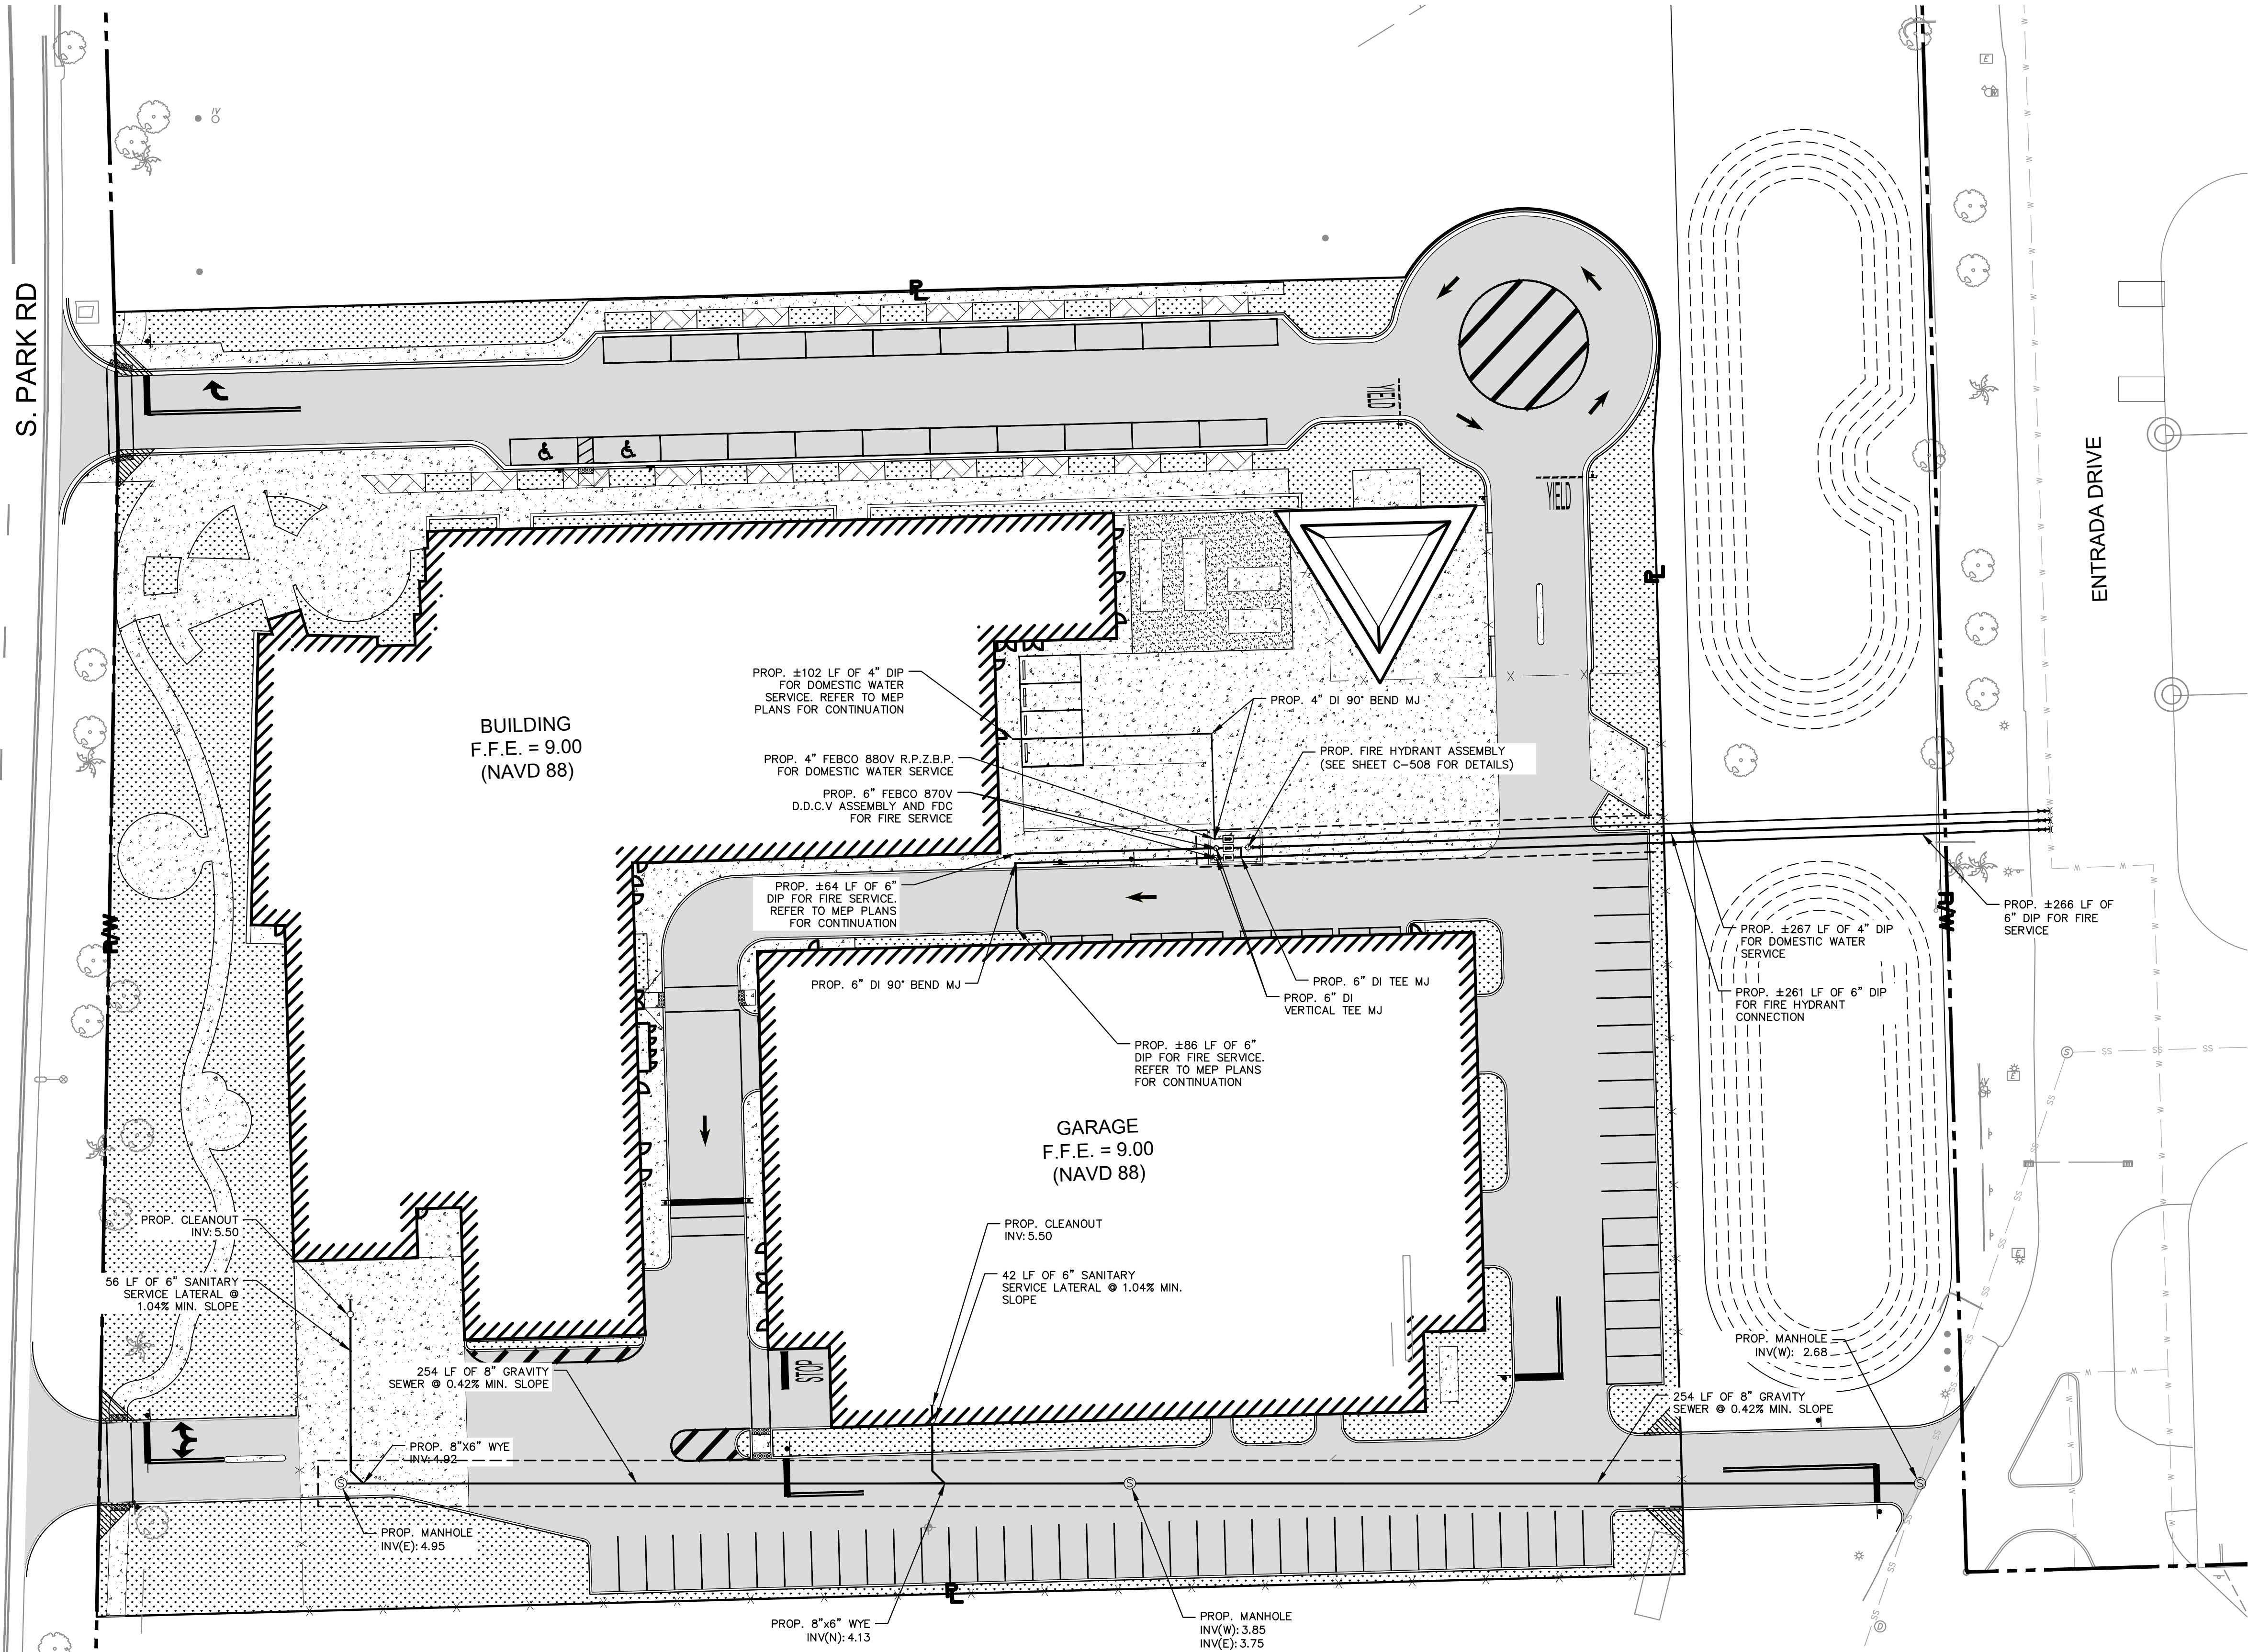 S. PARK RD
IV
E
PL
YIELD
YIELD
ENTRADA DRIVE
PL
BUILDING
F.F.E. = 9.00
(NAVD 88)
PROP. ±102 LF OF 4" DIP
FOR DOMESTIC WATER
SERVICE. REFER TO MEP
PLANS FOR CONTINUATION
PROP. 4" DI 90° BEND MJ
PROP. 4" FEBCO 880V R.P.Z.B.P.
FOR DOMESTIC WATER SERVICE
PROP. FIRE HYDRANT ASSEMBLY
(SEE SHEET C-508 FOR DETAILS)
PROP. 6" FEBCO 870V
D.D.C.V ASSEMBLY AND FDC
FOR FIRE SERVICE
PROP. ±64 LF OF 6"
DIP FOR FIRE SERVICE.
REFER TO MEP PLANS
FOR CONTINUATION
R/W
R/W
PROP. ±266 LF OF
6" DIP FOR FIRE
SERVICE
PROP. ±267 LF OF 4" DIP
FOR DOMESTIC WATER
SERVICE
PROP. 6" DI 90° BEND MJ
PROP. 6" DI TEE MJ
PROP. 6" DI
VERTICAL TEE MJ
PROP. ±261 LF OF 6" DIP
FOR FIRE HYDRANT
CONNECTION
PROP. ±86 LF OF 6"
DIP FOR FIRE SERVICE.
REFER TO MEP PLANS
FOR CONTINUATION
S
SS
SS
SS
E
GARAGE
F.F.E. = 9.00
(NAVD 88)
PROP. CLEANOUT
INV: 5.50
PROP. CLEANOUT
INV: 5.50
E
56 LF OF 6" SANITARY
SERVICE LATERAL @
1.04% MIN. SLOPE
42 LF OF 6" SANITARY
SERVICE LATERAL @ 1.04% MIN.
SLOPE
PROP. MANHOLE
INV(W): 2.68
254 LF OF 8" GRAVITY
SEWER @ 0.42% MIN. SLOPE
STOP
254 LF OF 8" GRAVITY
SEWER @ 0.42% MIN. SLOPE
PROP. 8"X6" WYE
INV: 4.92
S
S
S
PROP. MANHOLE
INV(E): 4.95
PL
PROP. 8"x6" WYE
INV(N): 4.13
PROP. MANHOLE
INV(W): 3.85
INV(E): 3.75
D